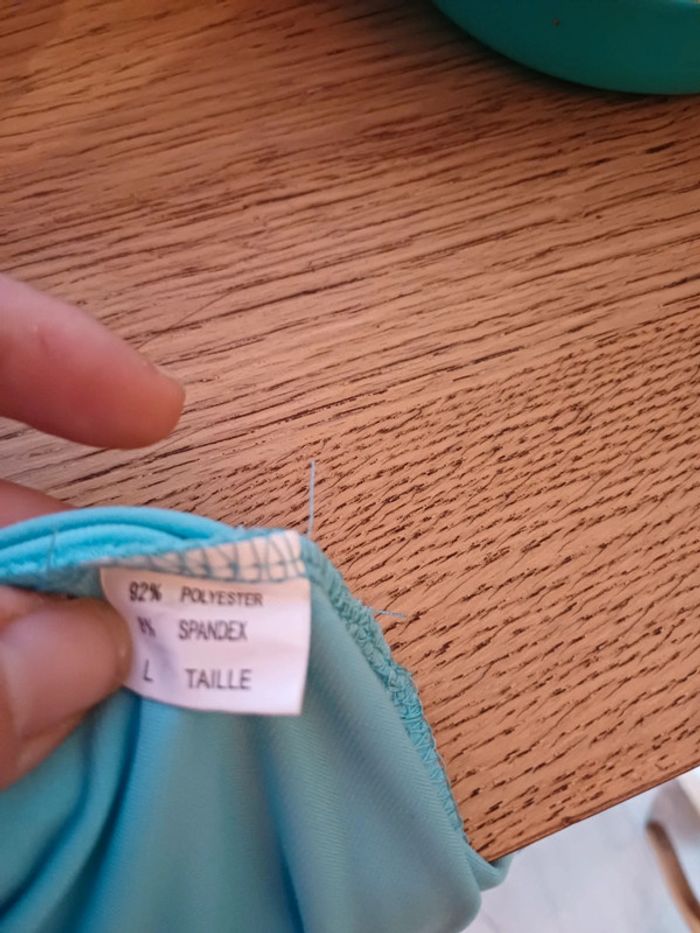 92% POLYESTER
8% SPANDEX
L TAILLE